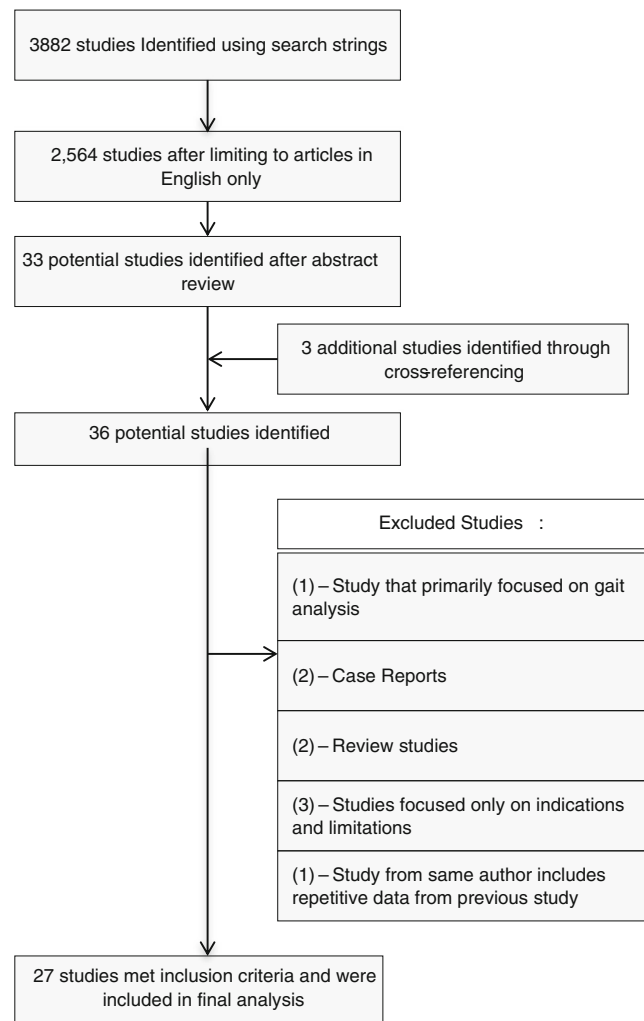 3882 studies Identified using search strings
2,564 studies after limiting to articles in
English only
33 potential studies identified after abstract
review
3 additional studies identified through
cross-referencing
36 potential studies identified
Excluded Studies :
(1) – Study that primarily focused on gait
analysis
(2) – Case Reports
(2) – Review studies
(3) – Studies focused only on indications
and limitations
(1) – Study from same author includes
repetitive data from previous study
27 studies met inclusion criteria and were
included in final analysis